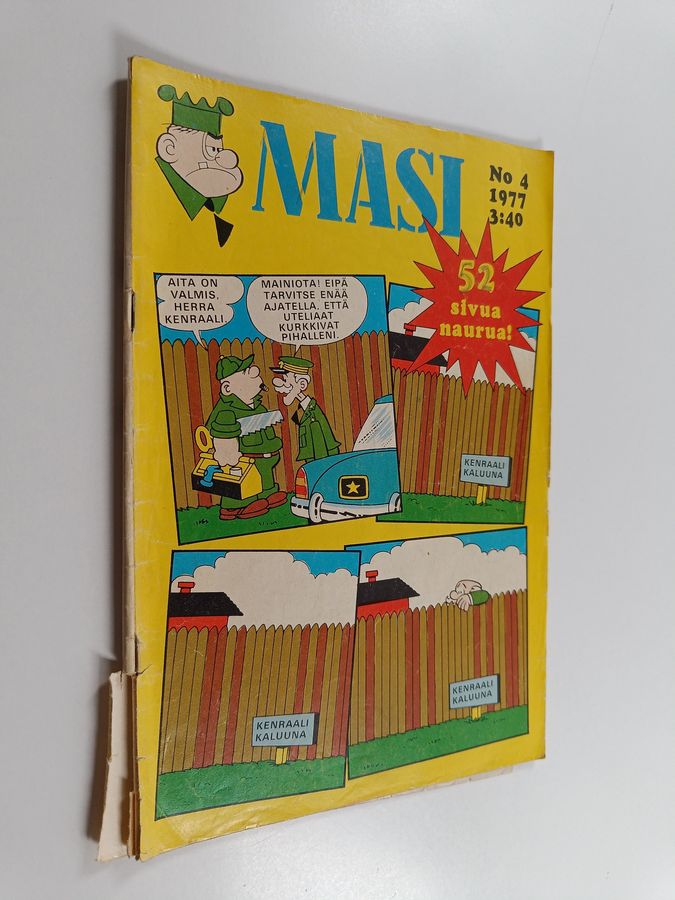 MASI
No 4
1977
3:40
52
sivua
naurua!
AITA ON
VALMIS,
HERRA
KENRAALI.
MAINIOTA! EIPÄ
TARVITSE ENÄÄ
AJATELLA, ETTÄ
UTELIAAT
KURKKIVAT
PIHALLENI.
KENRAALI
KALUUNA
KENRAALI
KALUUNA
KENRAALI
KALUUNA